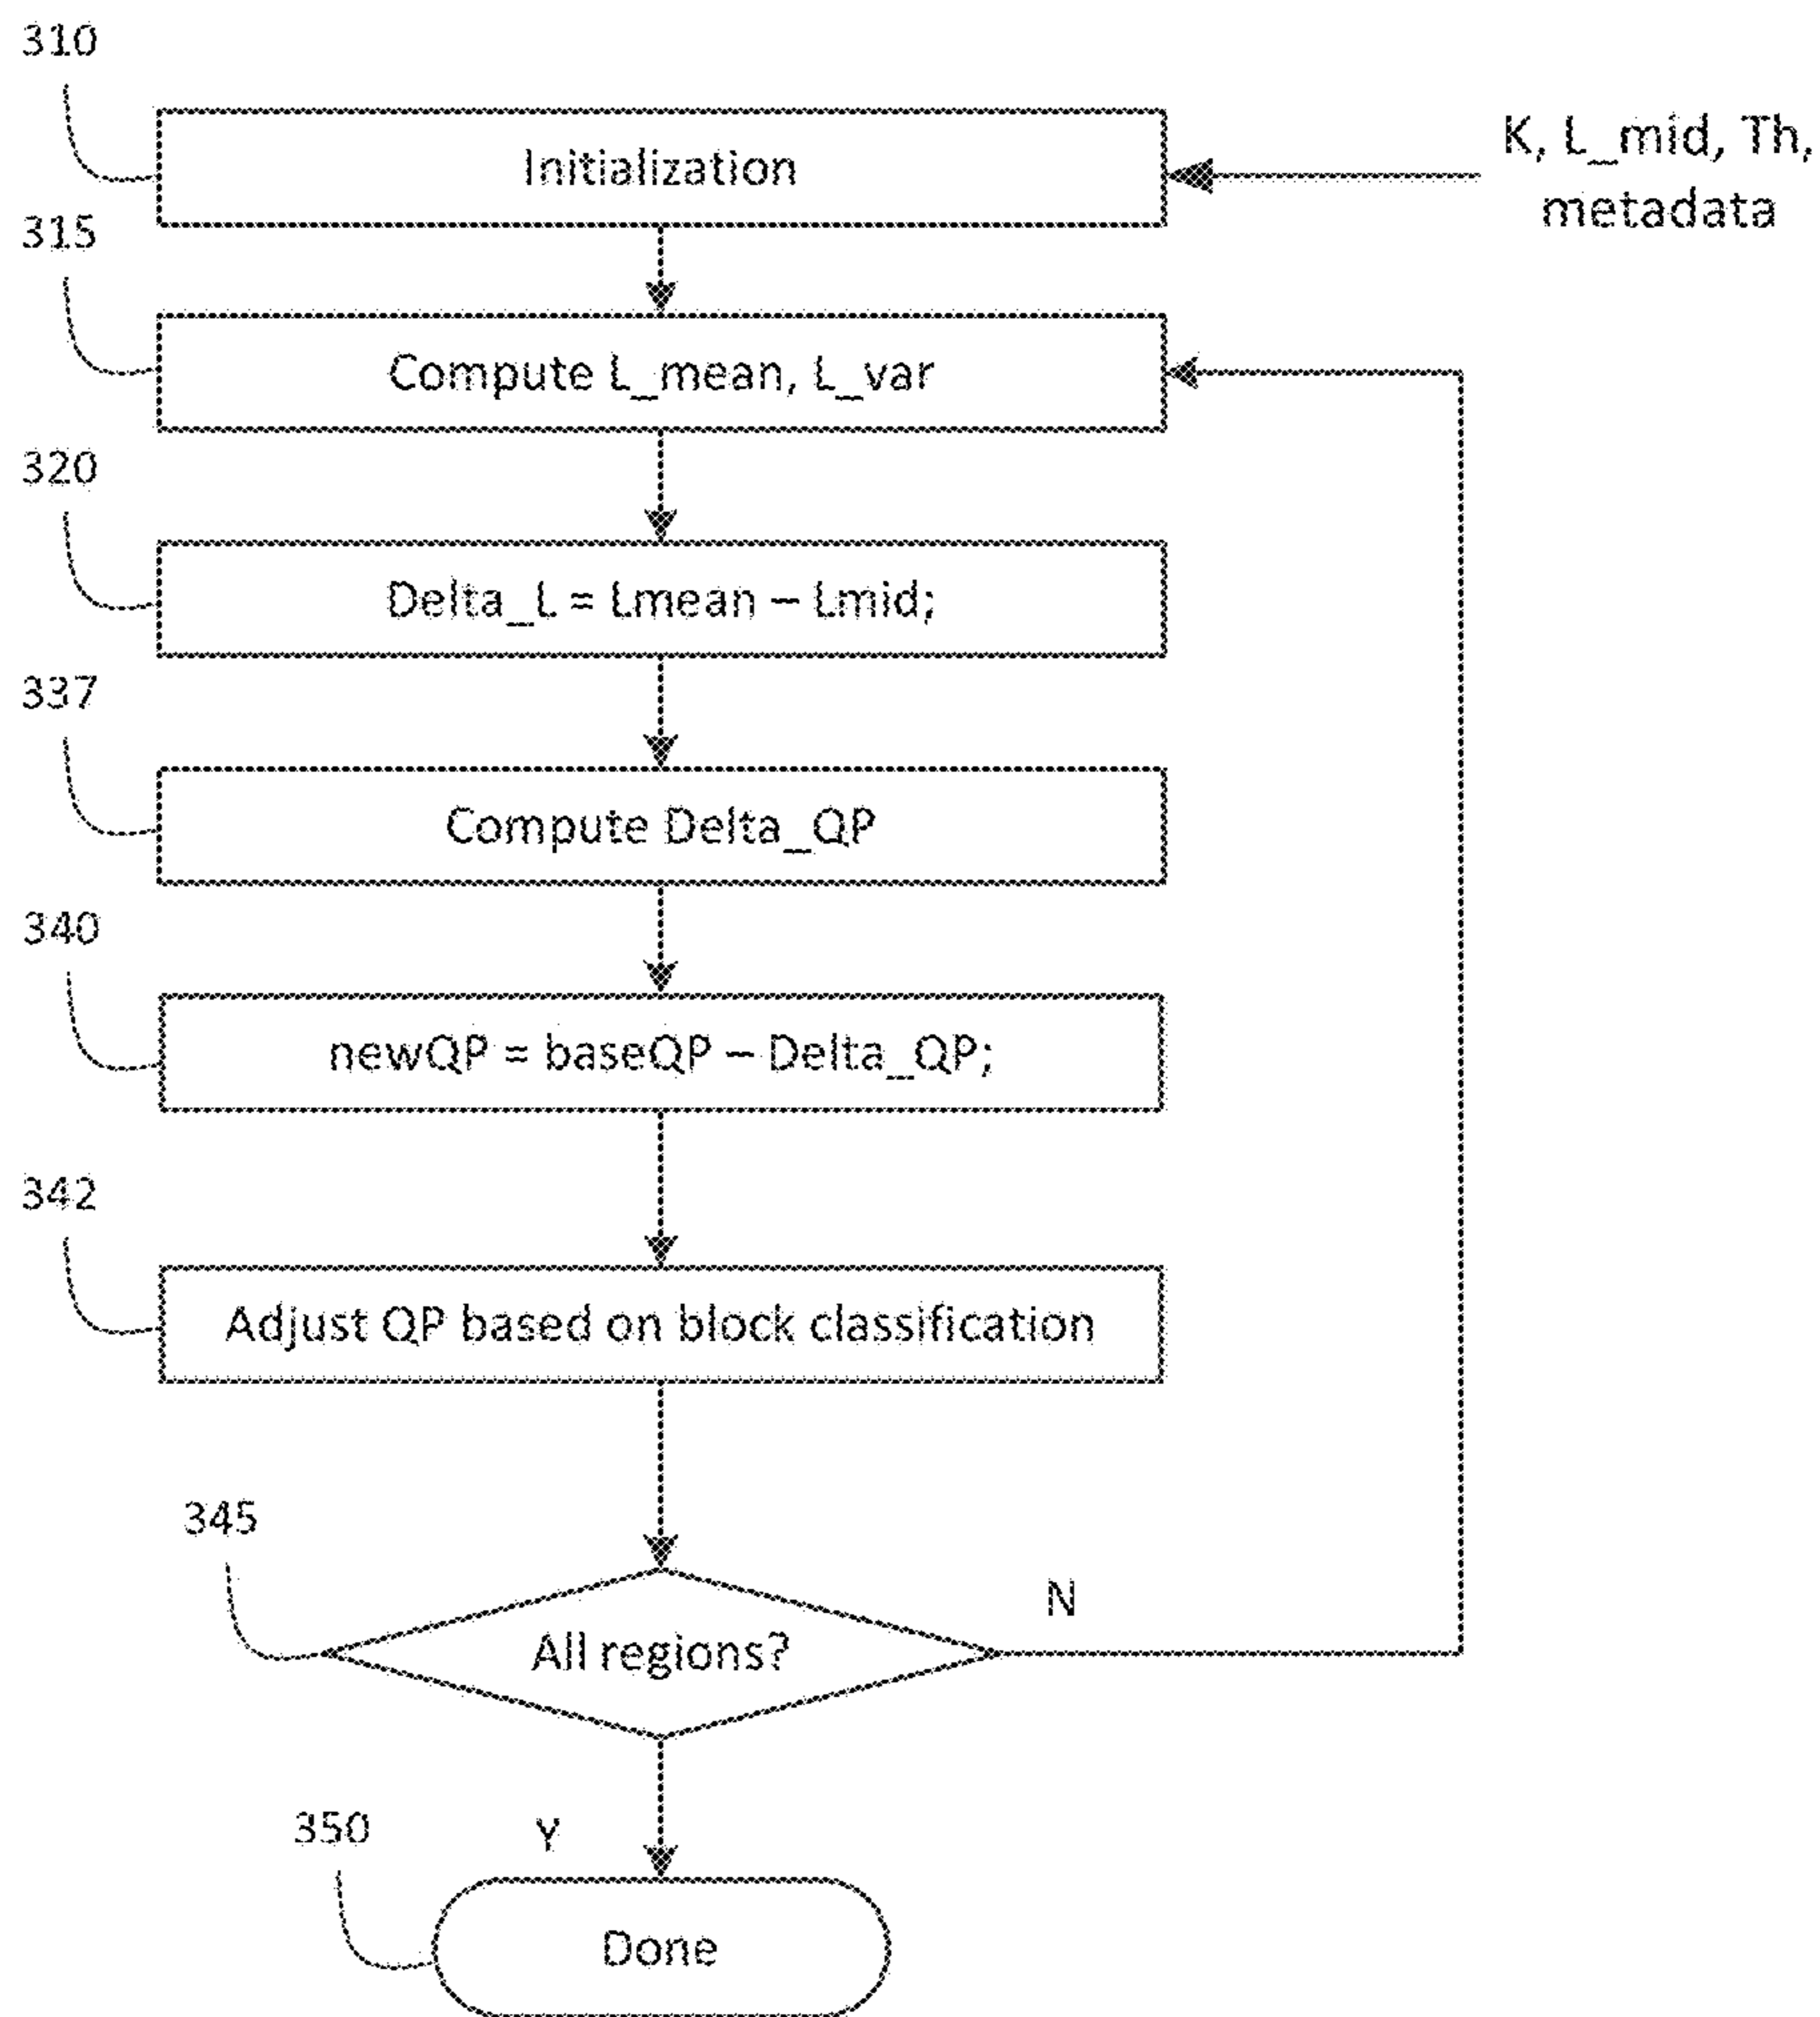 310
Initialization
K, L_mid, Th,
metadata
315
Compute L_mean, L_var
320
Delta_L = Lmean – Lmid;
337
Compute Delta_QP
340
newQP = baseQP – Delta_QP;
342
Adjust QP based on block classification
345
All regions?
N
Y
350
Done